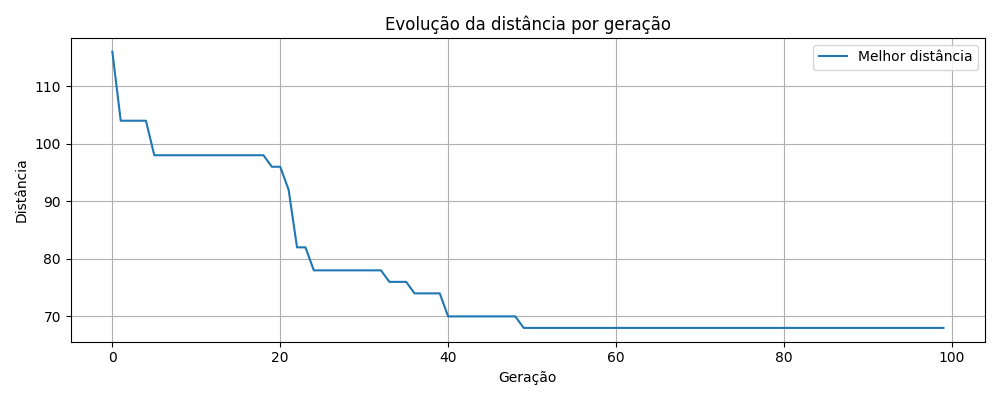 Evolução da distância por geração
Melhor distância
Distância
110
100
90
80
70
0 20 40 60 80 100
Geração